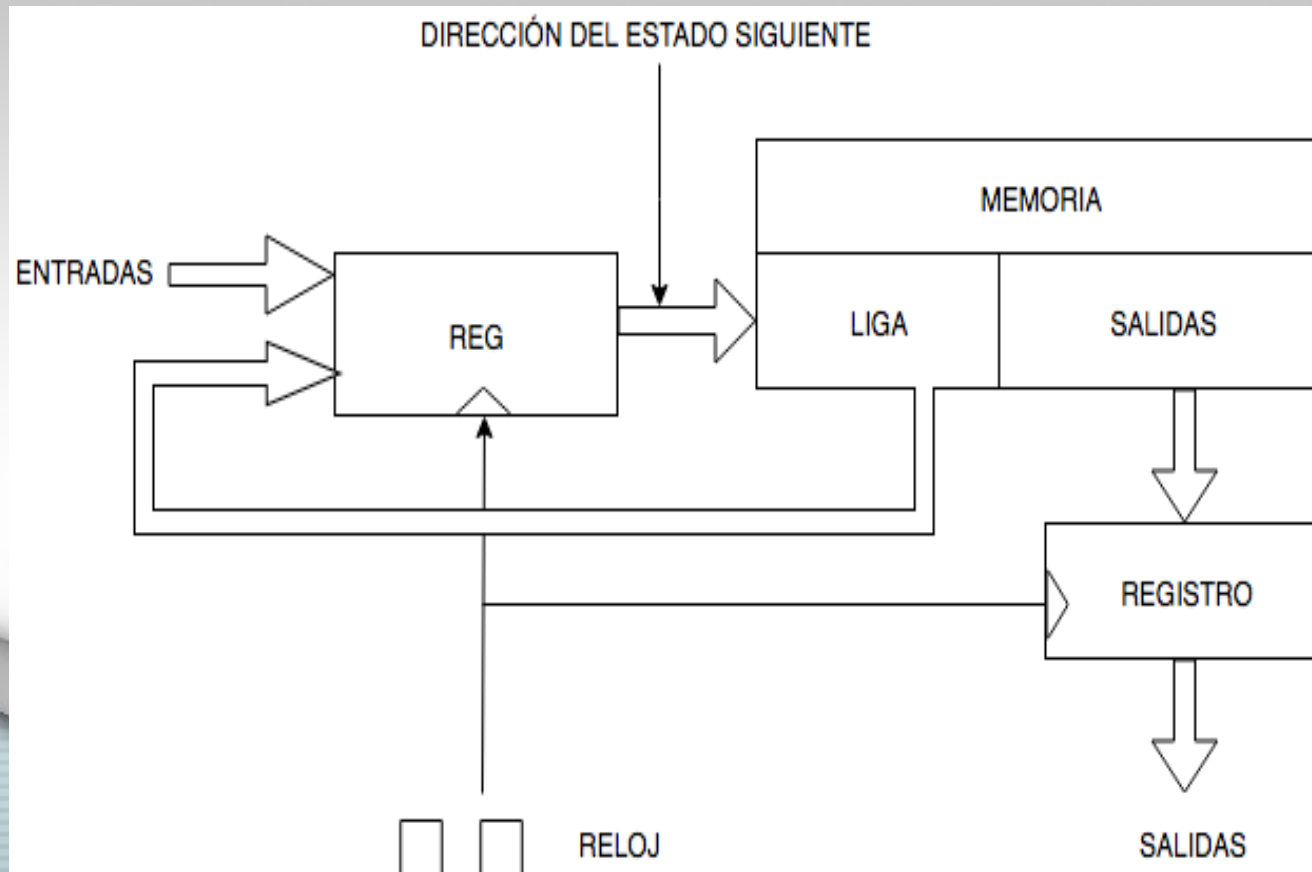 DIRECCIÓN DEL ESTADO SIGUIENTE
MEMORIA
ENTRADAS
REG
LIGA
SALIDAS
REGISTRO
RELOJ
SALIDAS